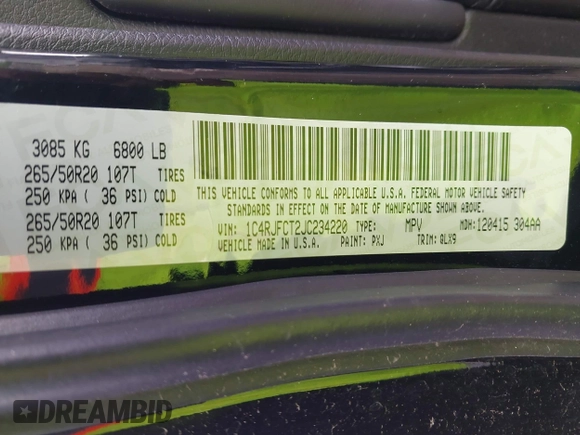 3085 KG 6800 LB
265/50R20 107T TIRES
250 KPA ( 36 PSI) COLD
265/50R20 107T TIRES
250 KPA ( 36 PSI) COLD
THIS VEHICLE CONFORMS TO ALL APPLICABLE U.S.A. FEDERAL MOTOR VEHICLE SAFETY
STANDARDS IN EFFECT ON THE DATE OF MANUFACTURE SHOWN ABOVE.
VIN: 1C4RJFCT2JC234220 TYPE: MPV MDH: 120415 304AA
VEHICLE MADE IN U.S.A. PAINT: PXJ TRIM: GLX9
DREAMBID